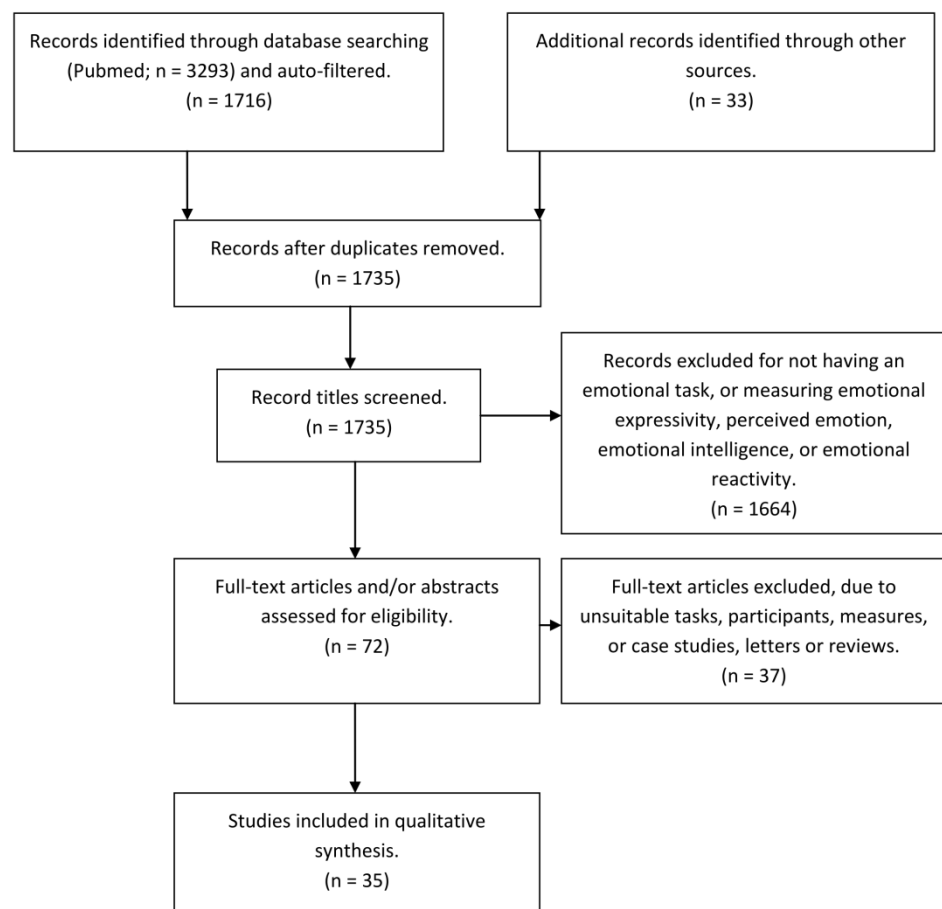 Records identified through database searching
(Pubmed; n = 3293) and auto-filtered.
(n = 1716)
Additional records identified through other
sources.
(n = 33)
Records after duplicates removed.
(n = 1735)
Record titles screened.
(n = 1735)
Records excluded for not having an
emotional task, or measuring emotional
expressivity, perceived emotion,
emotional intelligence, or emotional
reactivity.
(n = 1664)
Full-text articles and/or abstracts
assessed for eligibility.
(n = 72)
Full-text articles excluded, due to
unsuitable tasks, participants, measures,
or case studies, letters or reviews.
(n = 37)
Studies included in qualitative
synthesis.
(n = 35)